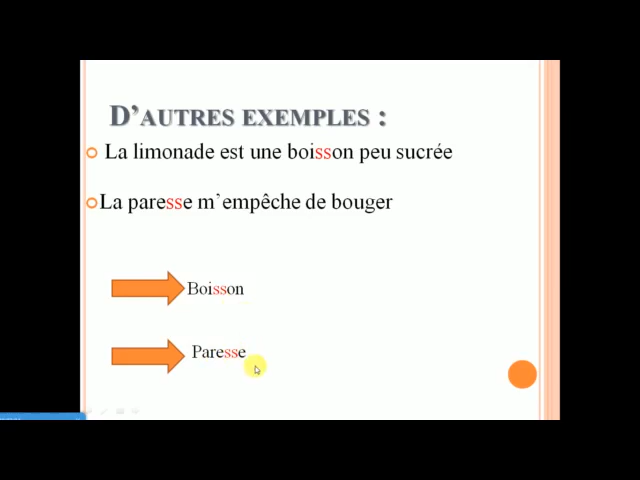 D'AUTRES EXEMPLES :
La limonade est une boisson peu sucrée
La paresse m'empêche de bouger
Boisson
Paresse